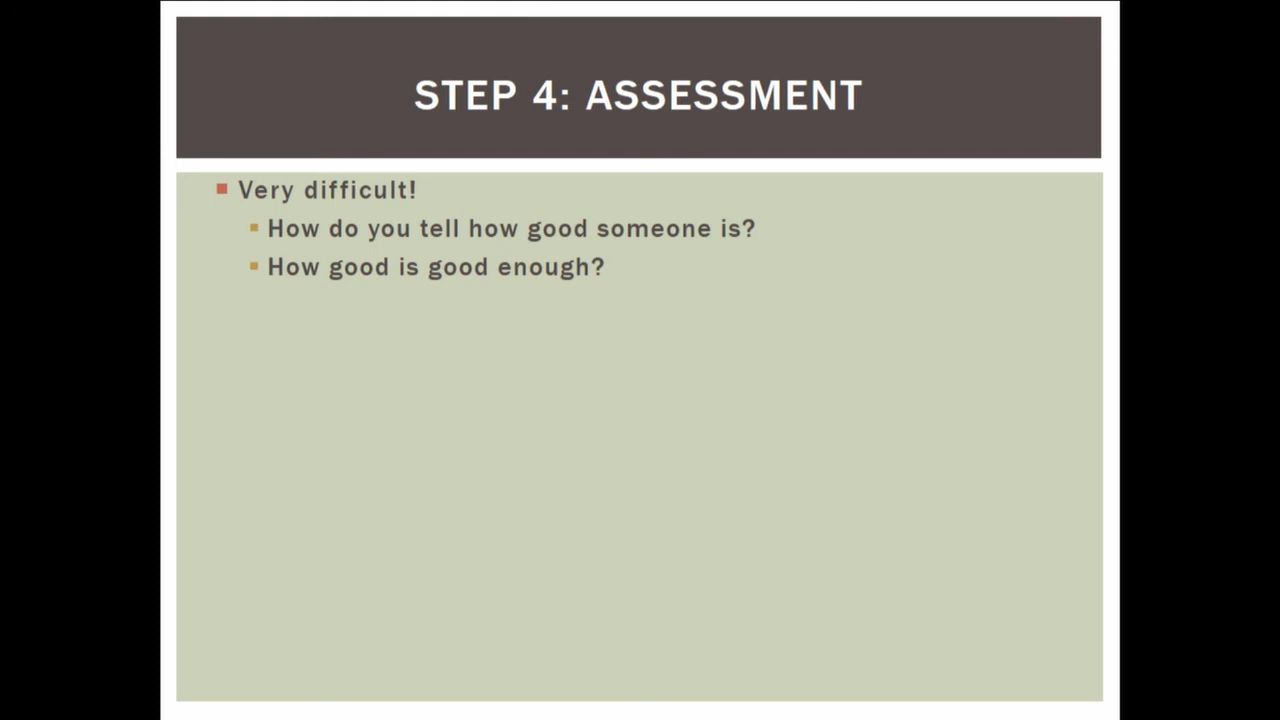 STEP 4: ASSESSMENT
Very difficult!
How do you tell how good someone is?
How good is good enough?